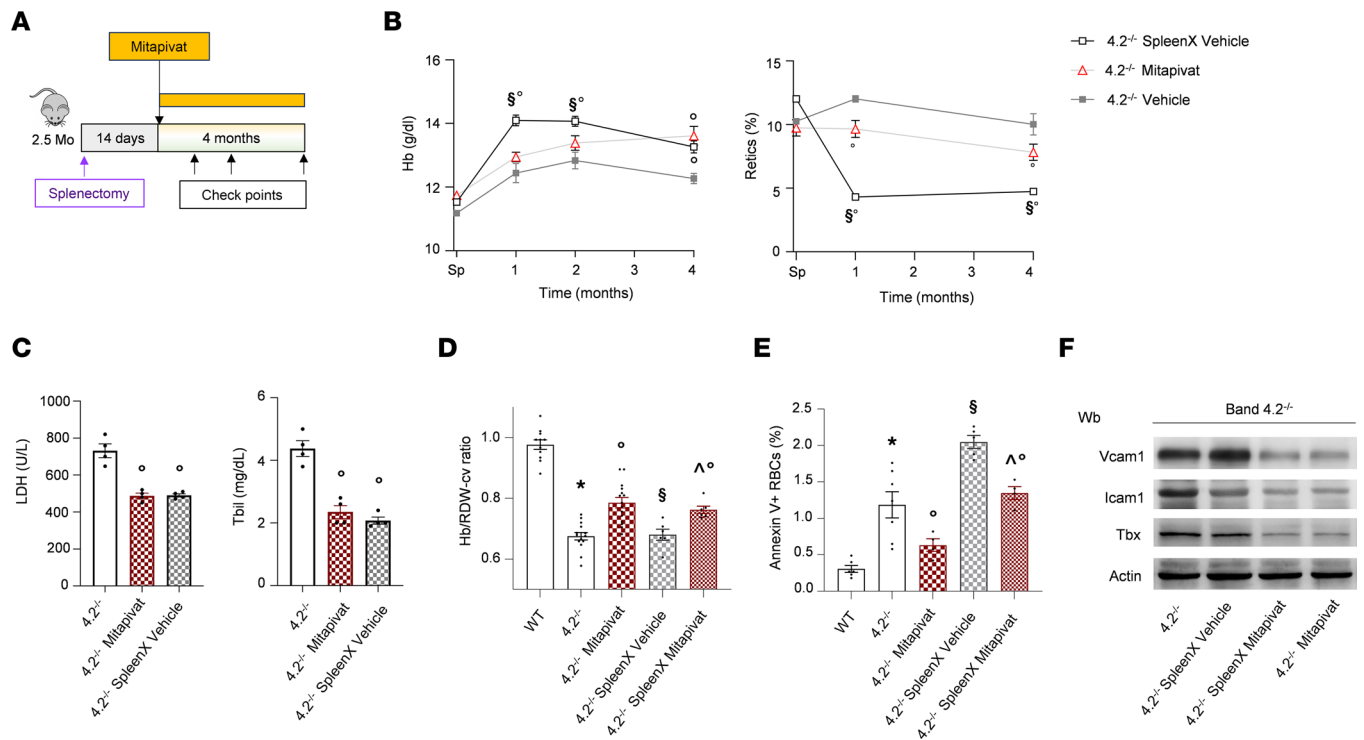 A
Mitapivat
2.5 Mo
14 days
4 months
Splenectomy
Check points
B
Hb (g/dl)
16
14
12
10
§°
§°
°
°
Sp
1
2
3
4
Time (months)
Retics (%)
15
10
5
0
°
§°
°
§°
Sp
1
2
3
4
Time (months)
4.2-/- SpleenX Vehicle
4.2-/- Mitapivat
4.2-/- Vehicle
C
LDH (U/L)
1000
800
600
400
200
0
°
°
4.2-/-
4.2-/- Mitapivat
4.2-/- SpleenX Vehicle
Tbil (mg/dL)
6
4
2
0
°
°
4.2-/-
4.2-/- Mitapivat
4.2-/- SpleenX Vehicle
D
Hb/RDW-cv ratio
1.0
0.8
0.6
*
°
§
^°
WT
4.2-/-
4.2-/- Mitapivat
4.2-/- SpleenX Vehicle
4.2-/- SpleenX Mitapivat
E
Annexin V+ RBCs (%)
2.5
2.0
1.5
1.0
0.5
0.0
*
°
§
^°
WT
4.2-/-
4.2-/- Mitapivat
4.2-/- SpleenX Vehicle
4.2-/- SpleenX Mitapivat
F
Wb
Band 4.2-/-
Vcam1
Icam1
Tbx
Actin
4.2-/-
4.2-/- SpleenX Vehicle
4.2-/- SpleenX Mitapivat
4.2-/- Mitapivat